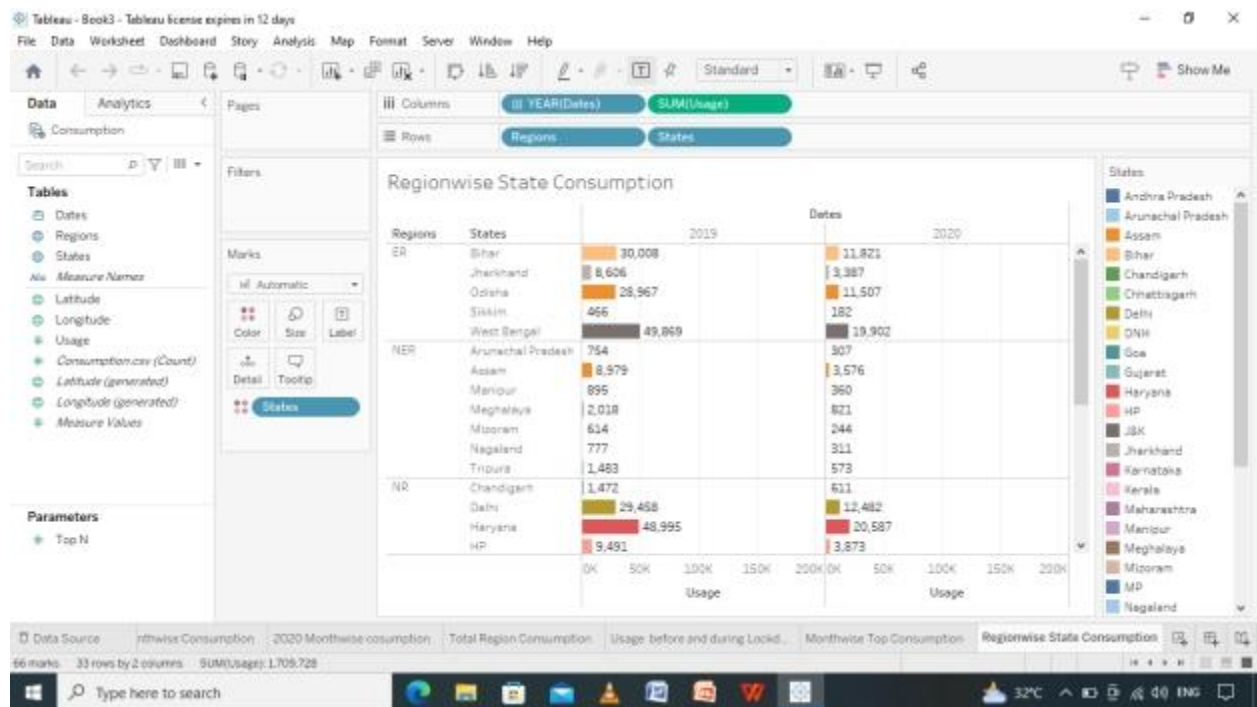 Tableau - Book3 - Tableau license expires in 12 days
File Data Worksheet Dashboard Story Analysis Map Format Server Window Help
Standard
Show Me
Data Analytics
Consumption
Search
Tables
Dates
Regions
States
Abc Measure Names
Latitude
Longitude
Usage
Consumption.csv (Count)
Latitude (generated)
Longitude (generated)
Measure Values
Parameters
Top N
Pages
Filters
Marks
Automatic
Color Size Label
Detail Tooltip
States
Columns YEAR(Dates) SUM(Usage)
Rows Regions States
Regionwise State Consumption
Dates
Regions States 2019 2020
ER Bihar 30,008 11,821
Jharkhand 8,606 3,387
Odisha 28,967 11,507
Sikkim 466 182
West Bengal 49,869 19,902
NER Arunachal Pradesh 754 307
Assam 8,979 3,576
Manipur 895 360
Meghalaya 2,018 821
Mizoram 614 244
Nagaland 777 311
Tripura 1,483 573
NR Chandigarh 1,472 611
Delhi 29,458 12,482
Haryana 48,995 20,587
HP 9,491 3,873
0K 50K 100K 150K 200K 0K 50K 100K 150K 200K
Usage Usage
States
Andhra Pradesh
Arunachal Pradesh
Assam
Bihar
Chandigarh
Chhattisgarh
Delhi
DNH
Goa
Gujarat
Haryana
HP
J&K
Jharkhand
Karnataka
Kerala
Maharashtra
Manipur
Meghalaya
Mizoram
MP
Nagaland
Data Source nthwise Consumption 2020 Monthwise cosumption Total Region Consumption Usage before and during Lockd... Monthwise Top Consumption Regionwise State Consumption
66 marks 33 rows by 2 columns SUM(Usage): 1,709,728
Type here to search
32°C ENG